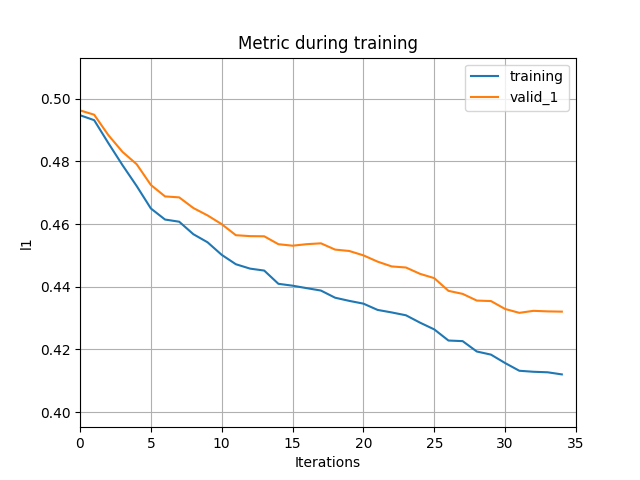 Metric during training
training
valid_1
0.50
0.48
0.46
0.44
0.42
0.40
l1
0 5 10 15 20 25 30 35
Iterations